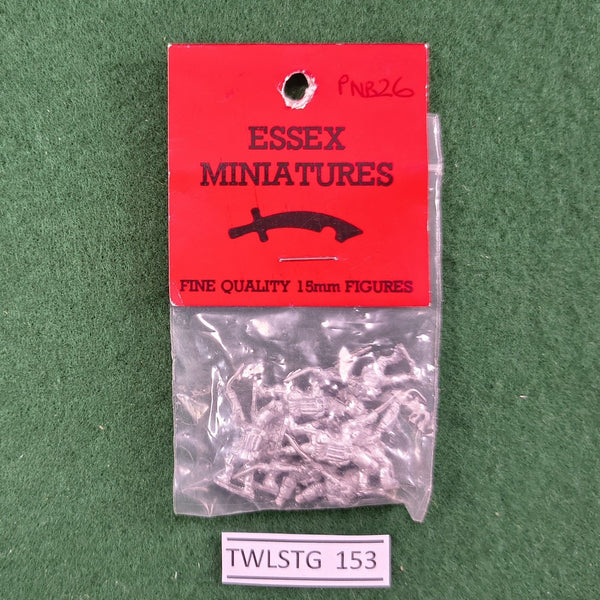 PNB26
ESSEX
MINIATURES
FINE QUALITY 15mm FIGURES
TWLSTG 153